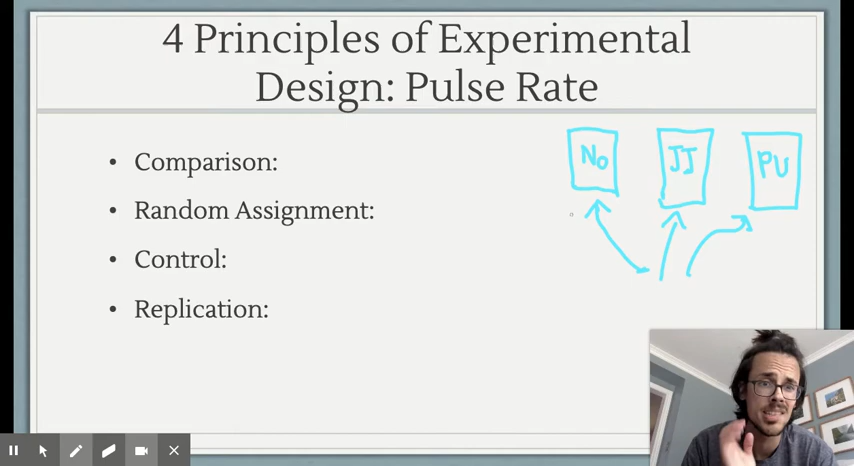 4 Principles of Experimental
Design: Pulse Rate
• Comparison:
• Random Assignment:
• Control:
• Replication:
No
JJ
PU